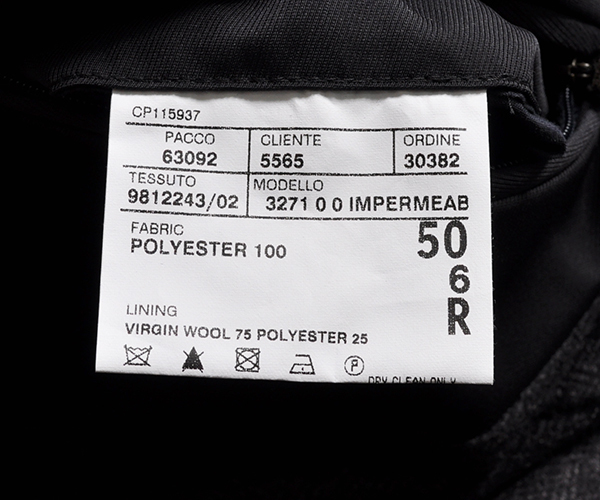 CP115937
PACCO CLIENTE ORDINE
63092 5565 30382
TESSUTO MODELLO
9812243/02 3271 0 0 IMPERMEAB
FABRIC
POLYESTER 100
50
6
R
LINING
VIRGIN WOOL 75 POLYESTER 25
P
DRY CLEAN ONLY